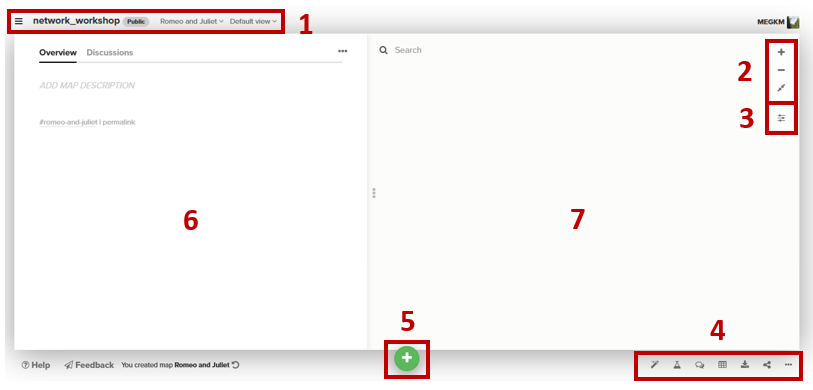 network_workshop Public Romeo and Juliet Default view 1 MEGKM
Overview Discussions
Search
2
ADD MAP DESCRIPTION
3
#romeo-and-juliet | permalink
6
7
5
4
Help Feedback You created map Romeo and Juliet